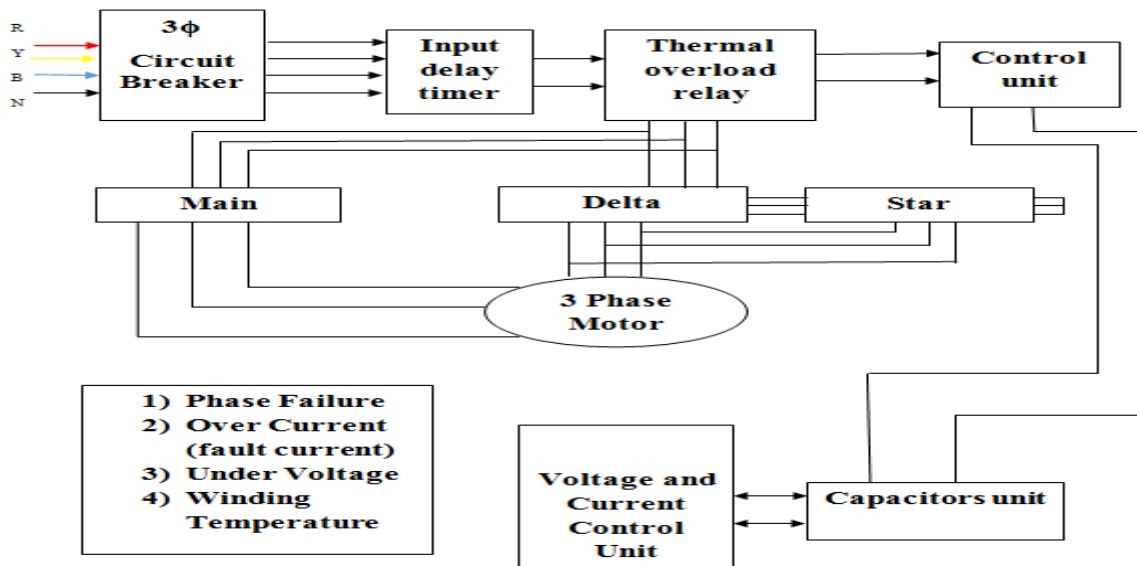 R
Y
B
N
3ϕ
Circuit
Breaker
Input
delay
timer
Thermal
overload
relay
Control
unit
Main
Delta
Star
3 Phase
Motor
1) Phase Failure
2) Over Current
(fault current)
3) Under Voltage
4) Winding
Temperature
Voltage and
Current
Control
Unit
Capacitors unit